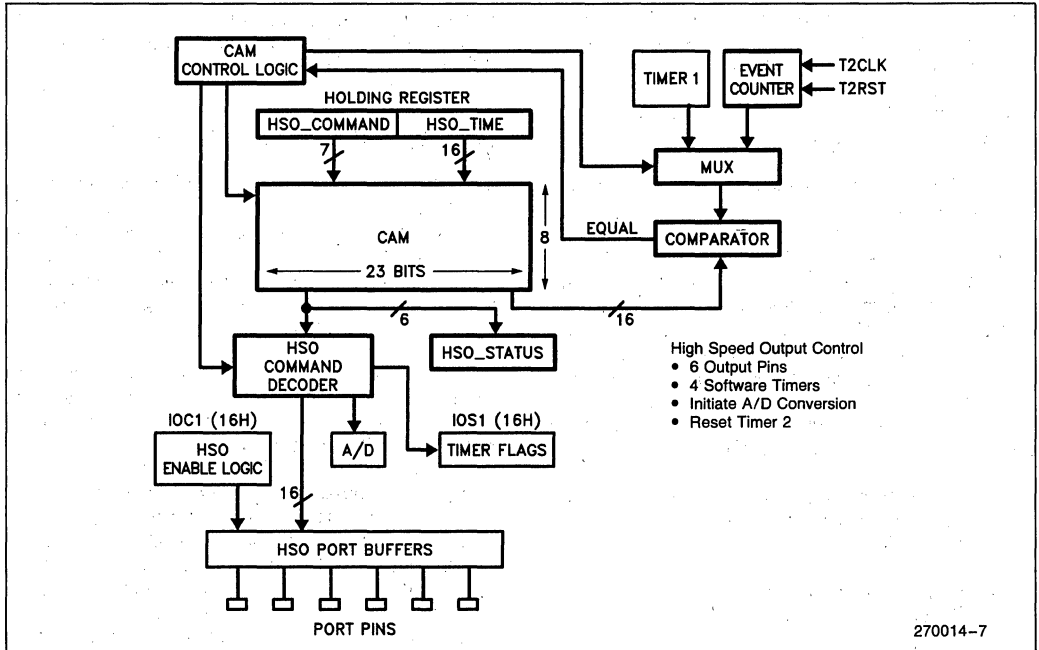 CAM
CONTROL LOGIC
TIMER 1
EVENT
COUNTER
T2CLK
T2RST
HOLDING REGISTER
HSO_COMMAND
HSO_TIME
7
16
MUX
CAM
8
EQUAL
COMPARATOR
23 BITS
6
16
HSO
COMMAND
DECODER
HSO_STATUS
High Speed Output Control
• 6 Output Pins
• 4 Software Timers
• Initiate A/D Conversion
• Reset Timer 2
IOC1 (16H)
HSO
ENABLE LOGIC
A/D
IOS1 (16H)
TIMER FLAGS
16
HSO PORT BUFFERS
PORT PINS
270014-7